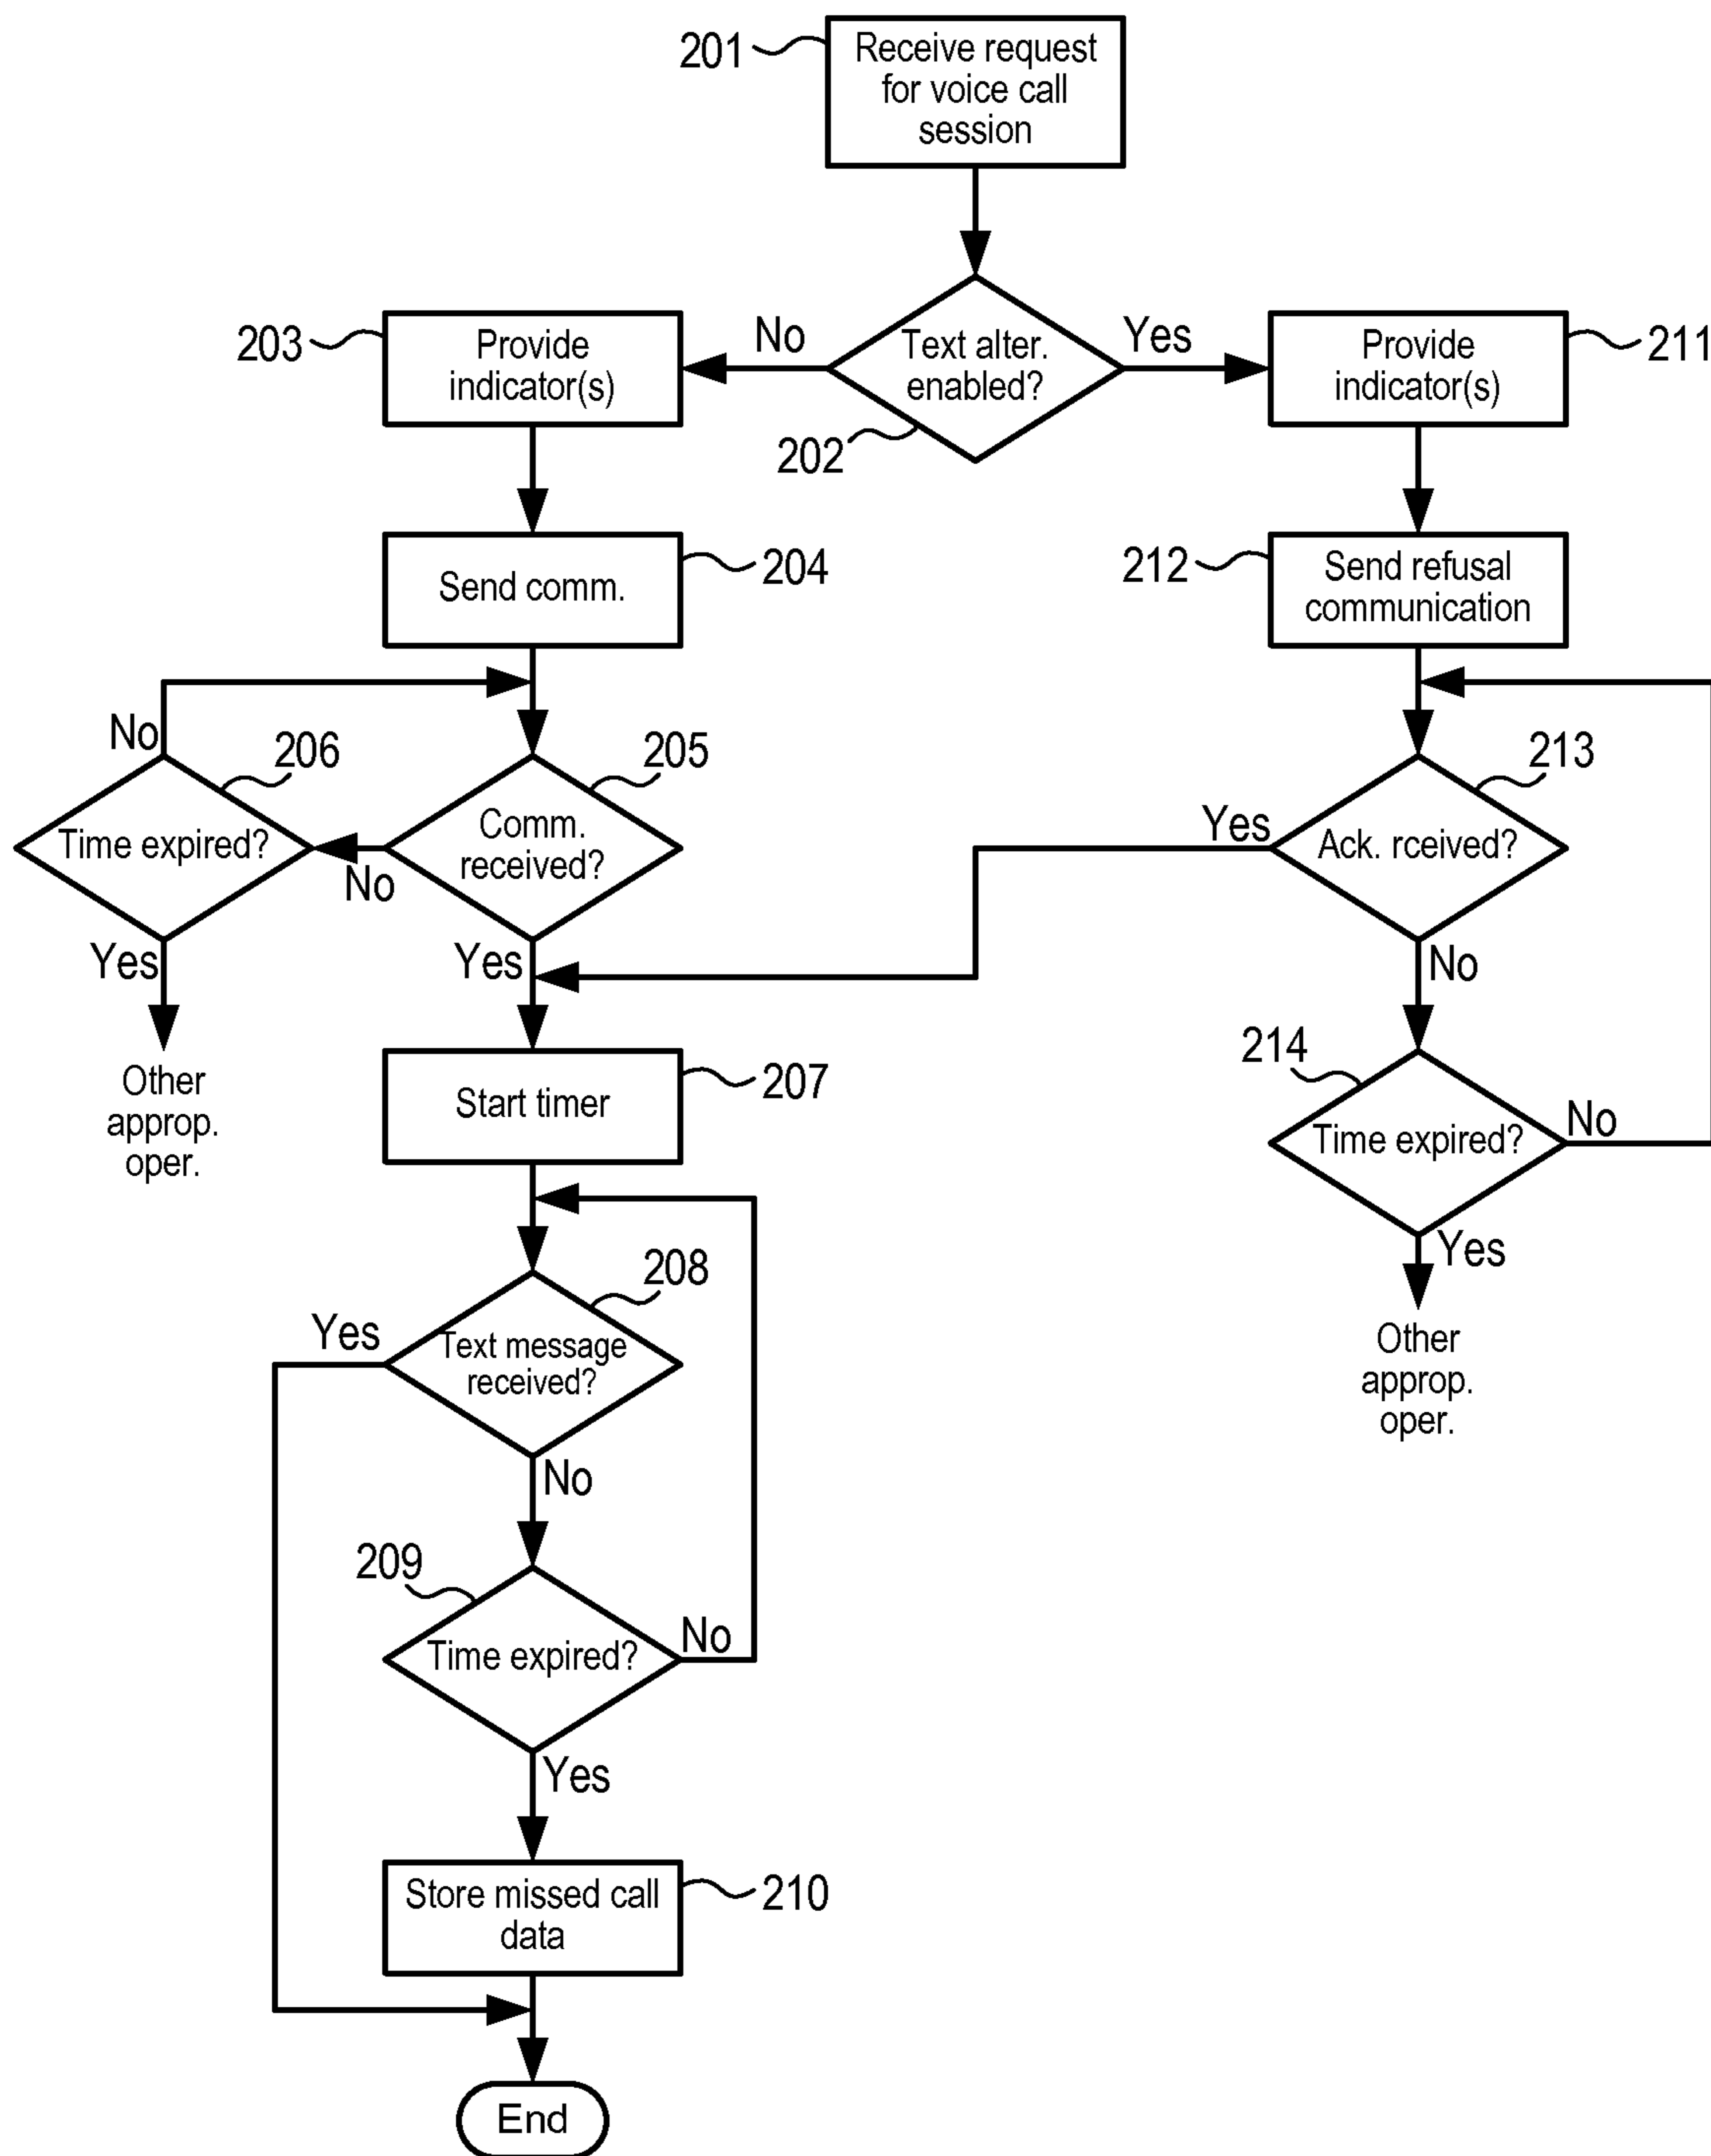 201
Receive request
for voice call
session
203
Provide
indicator(s)
No
Text alter.
enabled?
Yes
202
Provide
indicator(s)
211
Send comm.
204
212
Send refusal
communication
No
206
205
213
Time expired?
No
Comm.
received?
Yes
Ack. rceived?
Yes
Yes
No
Other
approp.
oper.
Start timer
207
214
Time expired?
No
Yes
Other
approp.
oper.
208
Yes
Text message
received?
No
209
Time expired?
No
Yes
Store missed call
data
210
End